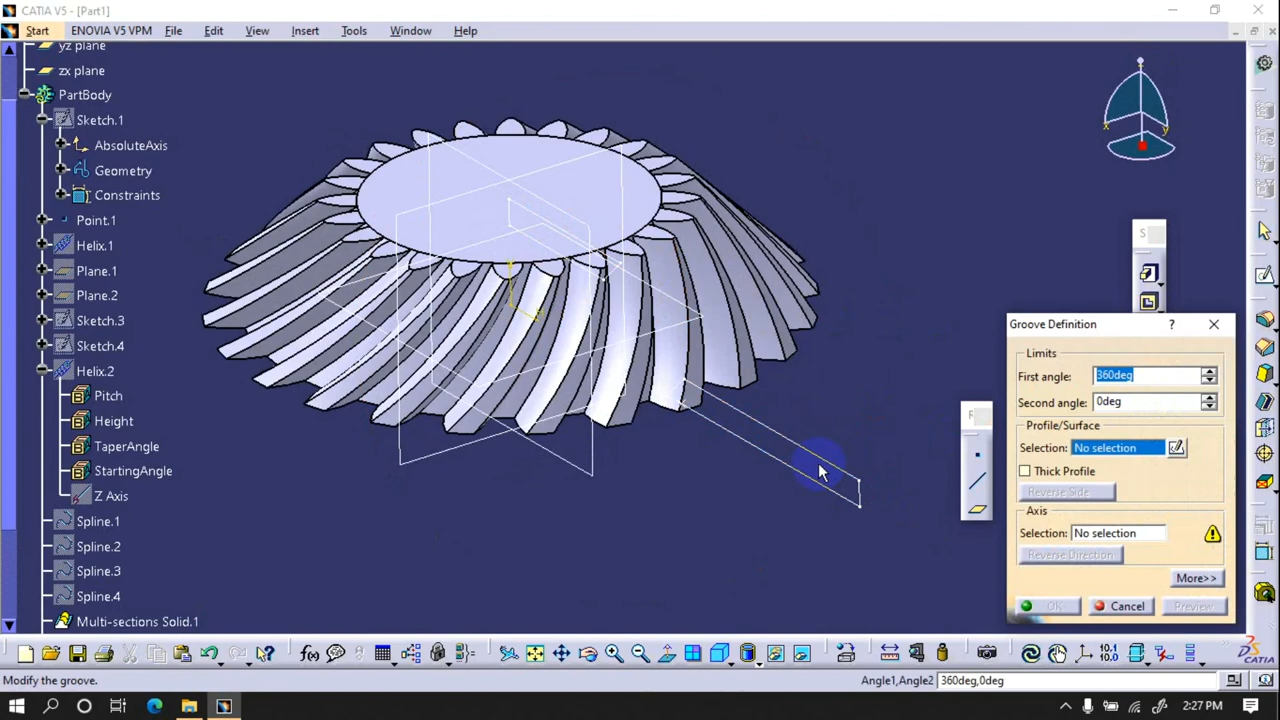 CATIA V5 - [Part1]
Start ENOVIA V5 VPM File Edit View Insert Tools Window Help
yz plane
zx plane
PartBody
Sketch.1
AbsoluteAxis
Geometry
Constraints
Point.1
Helix.1
Plane.1
Plane.2
Sketch.3
Sketch.4
Helix.2
Pitch
Height
TaperAngle
StartingAngle
Z Axis
Spline.1
Spline.2
Spline.3
Spline.4
Multi-sections Solid.1
x
y
S
R
Groove Definition
Limits
First angle: 360deg
Second angle: 0deg
Profile/Surface
Selection: No selection
Thick Profile
Reverse Side
Axis
Selection: No selection
Reverse Direction
More>>
OK Cancel Preview
Modify the groove.
Angle1,Angle2 360deg,0deg
2:27 PM